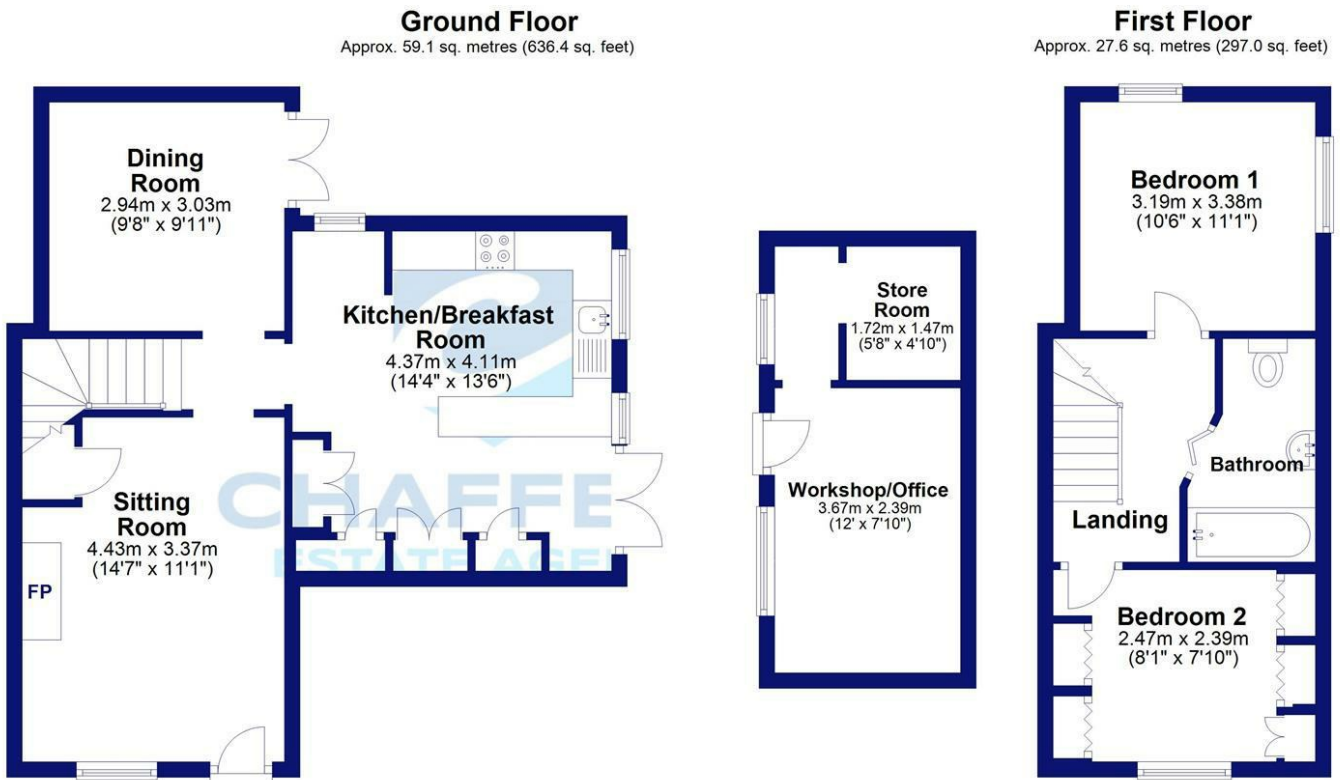 Ground Floor
Approx. 59.1 sq. metres (636.4 sq. feet)
First Floor
Approx. 27.6 sq. metres (297.0 sq. feet)
Dining
Room
2.94m x 3.03m
(9'8" x 9'11")
Kitchen/Breakfast
Room
4.37m x 4.11m
(14'4" x 13'6")
Sitting
Room
4.43m x 3.37m
(14'7" x 11'1")
FP
CHAFFE
ESTATE AGE
Store
Room
1.72m x 1.47m
(5'8" x 4'10")
Workshop/Office
3.67m x 2.39m
(12' x 7'10")
Bedroom 1
3.19m x 3.38m
(10'6" x 11'1")
Bathroom
Landing
Bedroom 2
2.47m x 2.39m
(8'1" x 7'10")